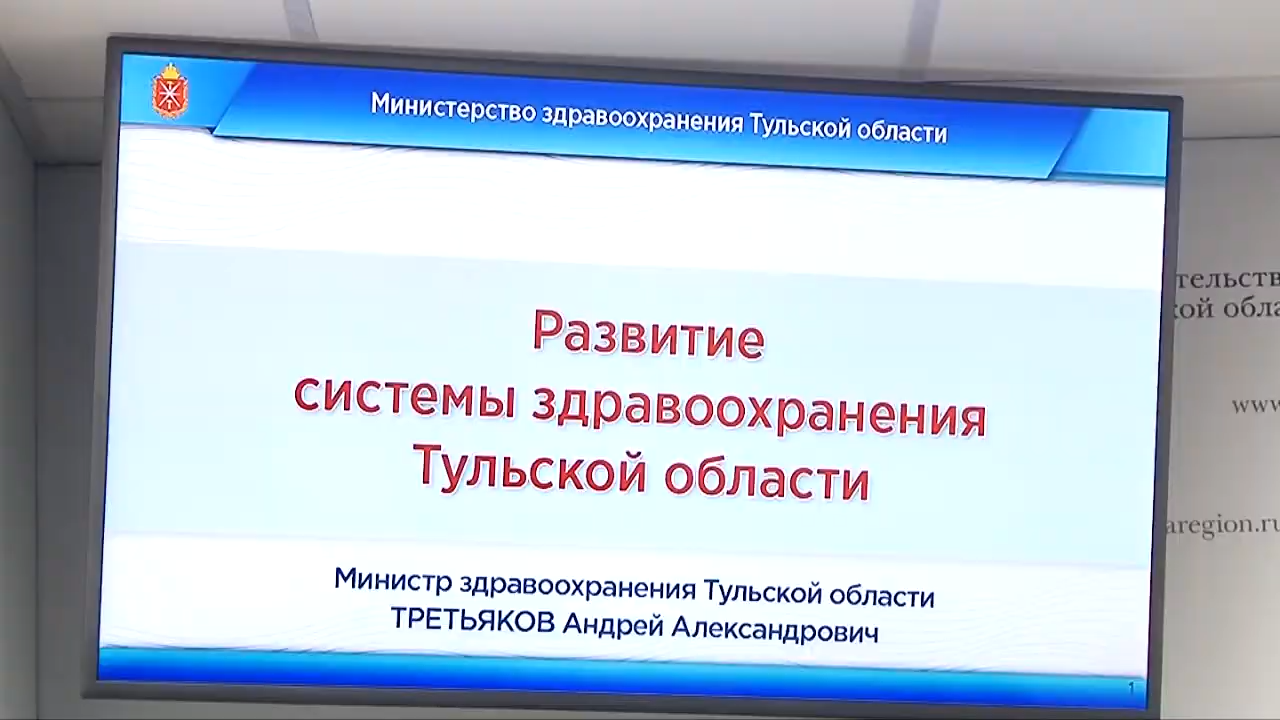 Министерство здравоохранения Тульской области
Развитие
системы здравоохранения
Тульской области
Министр здравоохранения Тульской области
ТРЕТЬЯКОВ Андрей Александрович
1